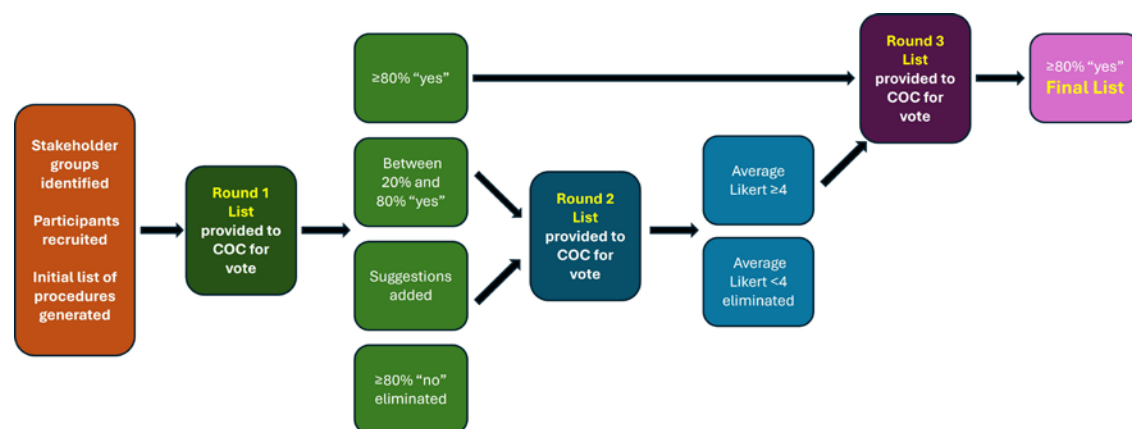 Stakeholder
groups
identified
Participants
recruited
Initial list of
procedures
generated
Round 1
List
provided to
COC for
vote
≥80% “yes”
Between
20% and
80% “yes”
Suggestions
added
≥80% “no”
eliminated
Round 2
List
provided to
COC for
vote
Average
Likert ≥4
Average
Likert <4
eliminated
Round 3
List
provided to
COC for
vote
≥80% “yes”
Final List